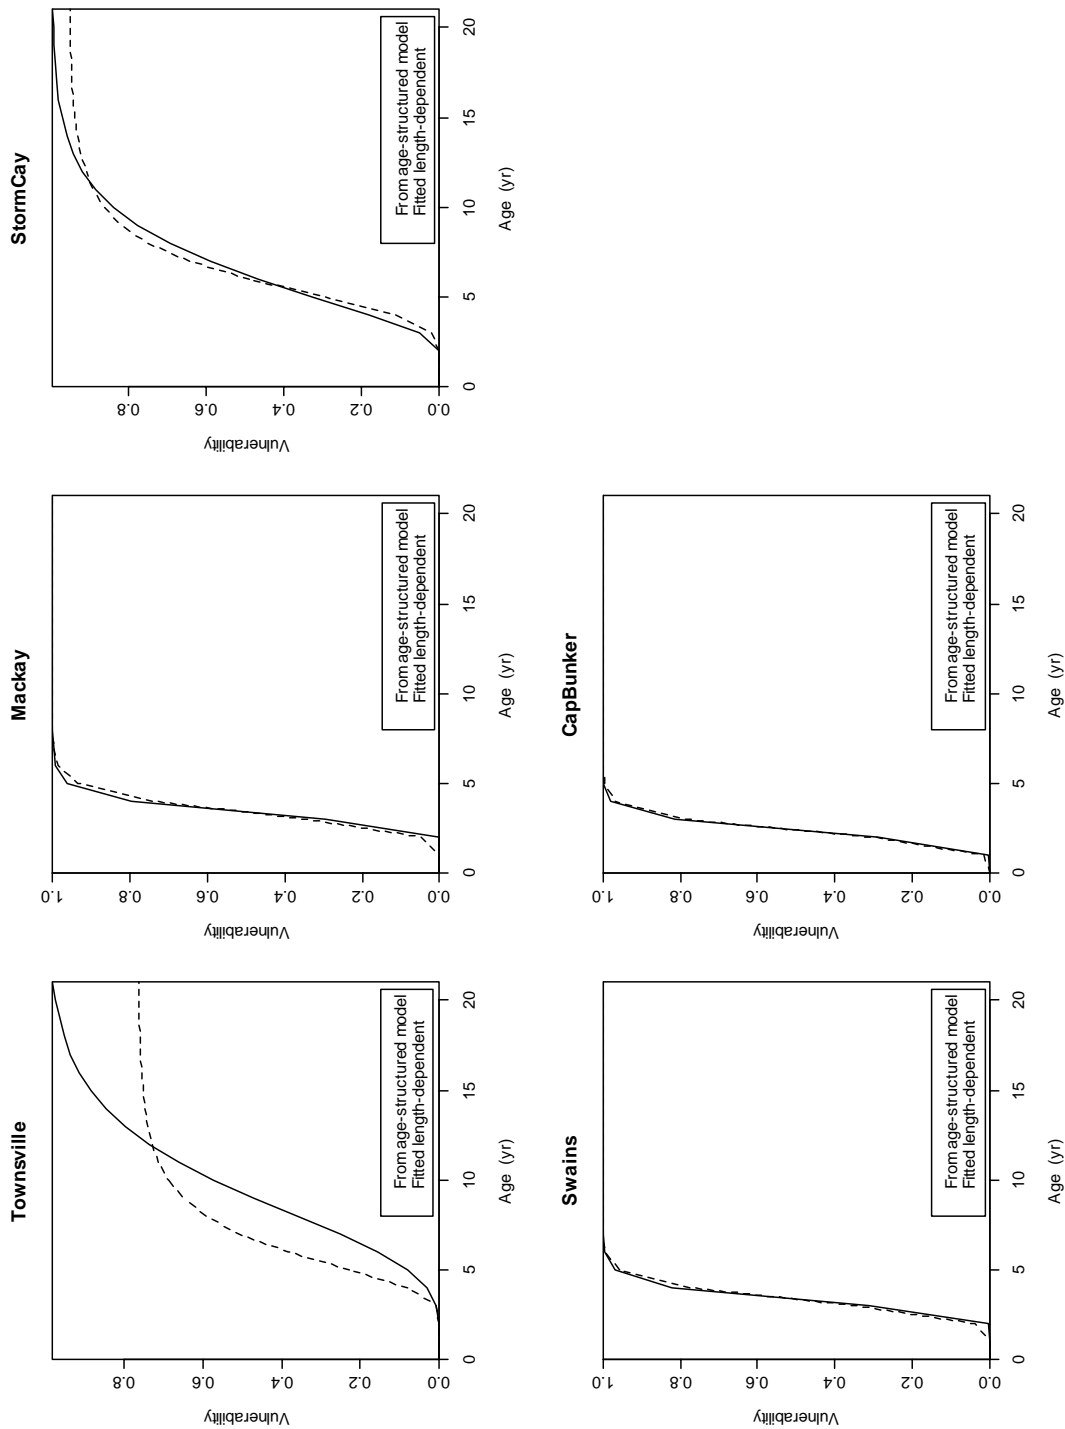 Townsville
Vulnerability
0.0 0.2 0.4 0.6 0.8
From age-structured model
Fitted length-dependent
0 5 10 15 20
Age (yr)
Mackay
Vulnerability
0.0 0.2 0.4 0.6 0.8 1.0
From age-structured model
Fitted length-dependent
0 5 10 15 20
Age (yr)
StormCay
Vulnerability
0.0 0.2 0.4 0.6 0.8
From age-structured model
Fitted length-dependent
0 5 10 15 20
Age (yr)
Swains
Vulnerability
0.0 0.2 0.4 0.6 0.8 1.0
From age-structured model
Fitted length-dependent
0 5 10 15 20
Age (yr)
CapBunker
Vulnerability
0.0 0.2 0.4 0.6 0.8 1.0
From age-structured model
Fitted length-dependent
0 5 10 15 20
Age (yr)